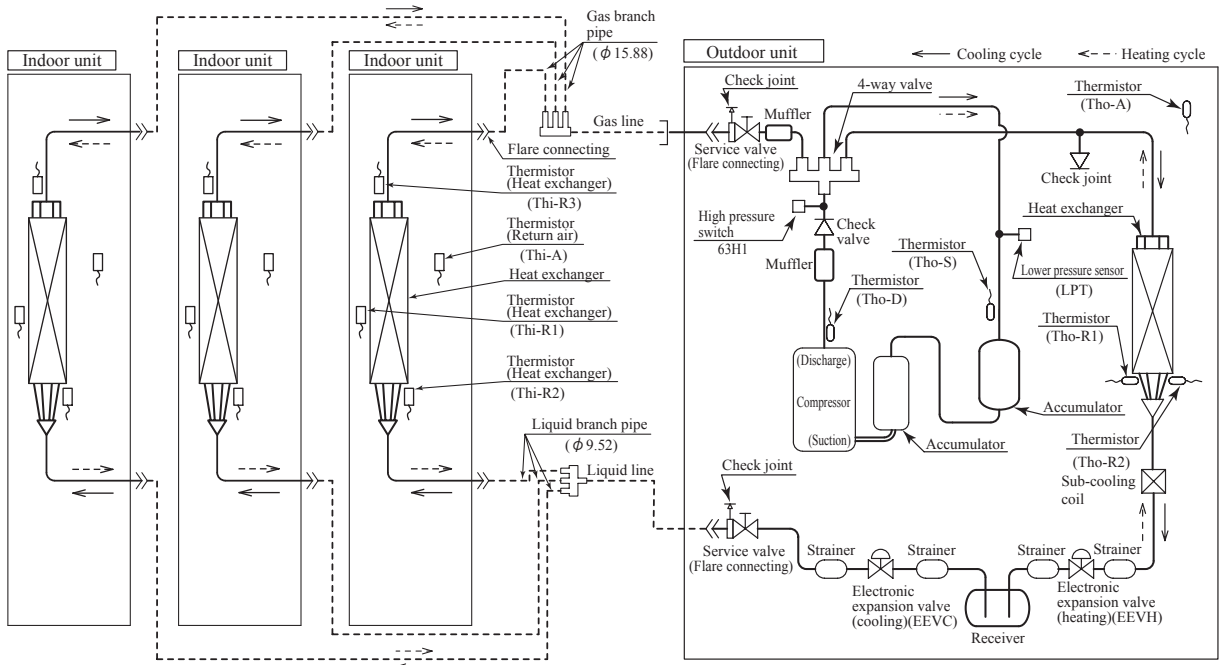 Gas branch
pipe
(ϕ15.88)
Indoor unit
Indoor unit
Indoor unit
Outdoor unit
Cooling cycle
Heating cycle
Check joint
4-way valve
Thermistor
(Tho-A)
Muffler
Gas line
Service valve
(Flare connecting)
Flare connecting
Check joint
Thermistor
(Heat exchanger)
(Thi-R3)
High pressure
switch
63H1
Check
valve
Heat exchanger
Thermistor
(Return air)
(Thi-A)
Muffler
Thermistor
(Tho-S)
Lower pressure sensor
(LPT)
Heat exchanger
Thermistor
(Tho-D)
Thermistor
(Heat exchanger)
(Thi-R1)
Thermistor
(Tho-R1)
(Discharge)
Compressor
(Suction)
Thermistor
(Heat exchanger)
(Thi-R2)
Accumulator
Accumulator
Liquid branch pipe
(ϕ9.52)
Liquid line
Thermistor
(Tho-R2)
Sub-cooling
coil
Check joint
Service valve
(Flare connecting)
Strainer
Strainer
Strainer
Strainer
Electronic
expansion valve
(cooling)(EEVC)
Electronic
expansion valve
(heating)(EEVH)
Receiver